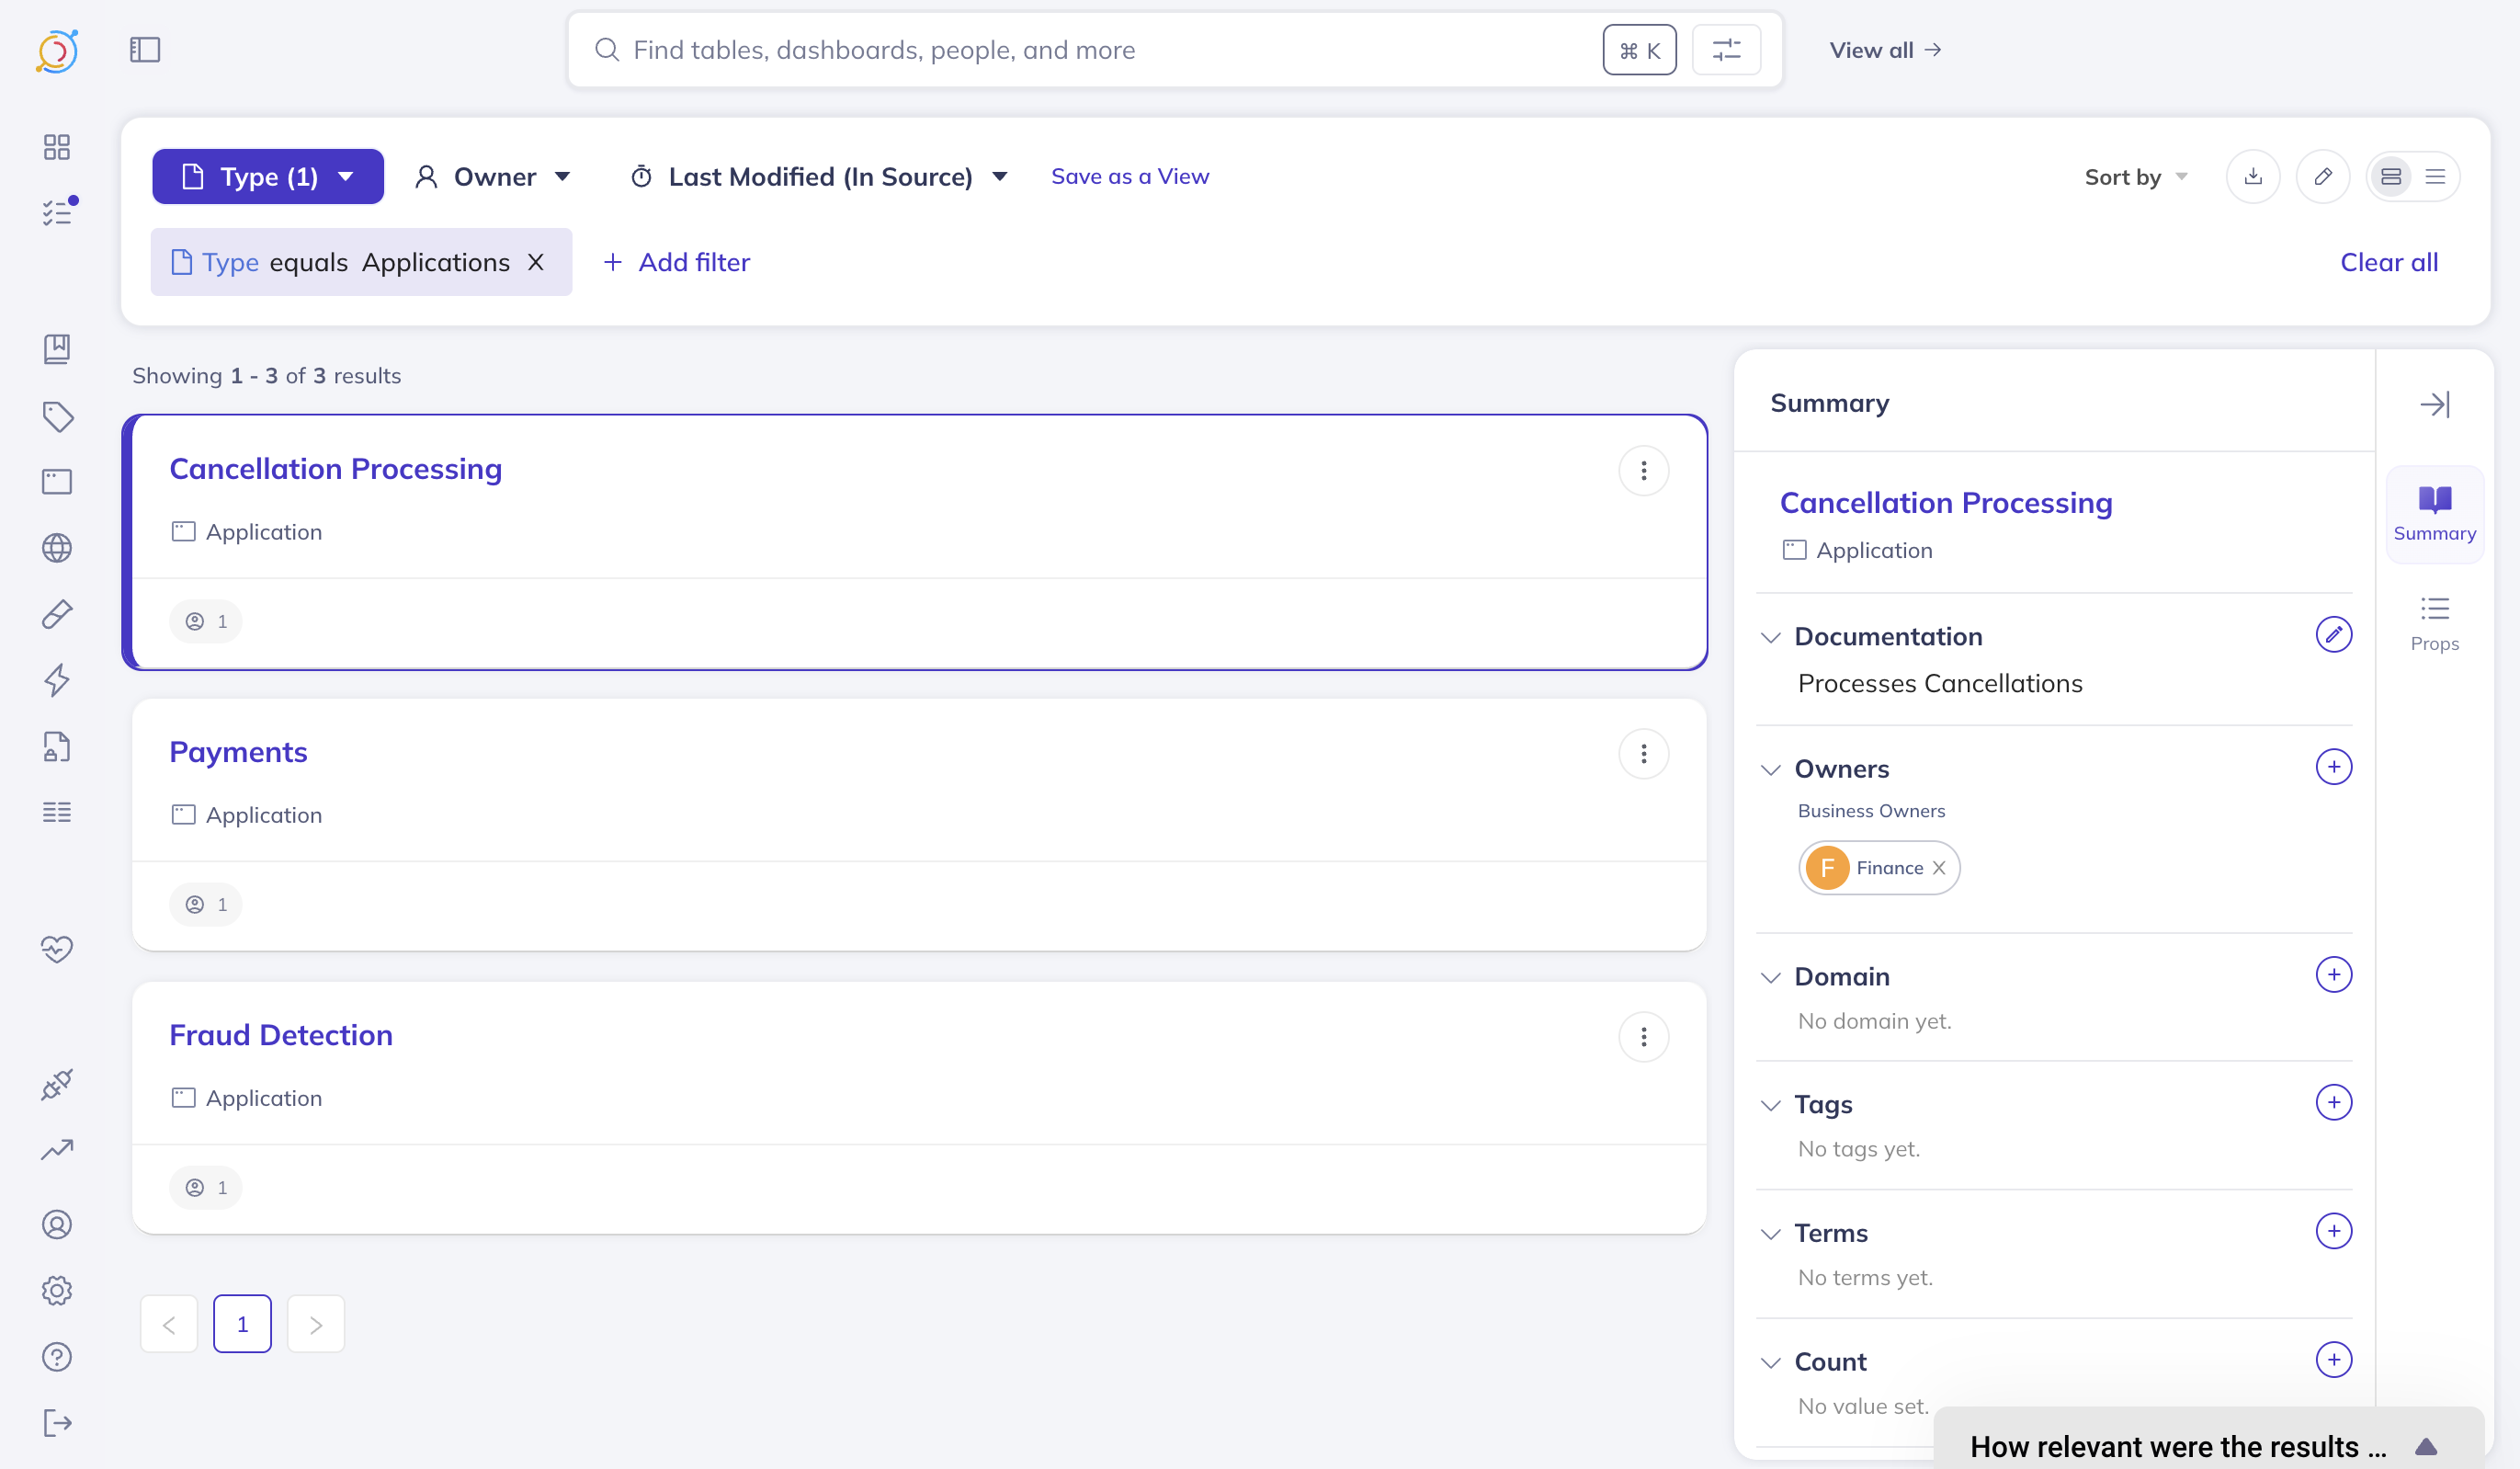 Find tables, dashboards, people, and more
⌘ K
View all
Type (1)
Owner
Last Modified (In Source)
Save as a View
Sort by
Type equals Applications
Add filter
Clear all
Showing 1 - 3 of 3 results
Cancellation Processing
Application
1
Payments
Application
1
Fraud Detection
Application
1
1
Summary
Cancellation Processing
Application
Documentation
Processes Cancellations
Owners
Business Owners
F Finance
Domain
No domain yet.
Tags
No tags yet.
Terms
No terms yet.
Count
No value set.
Summary
Props
How relevant were the results ...